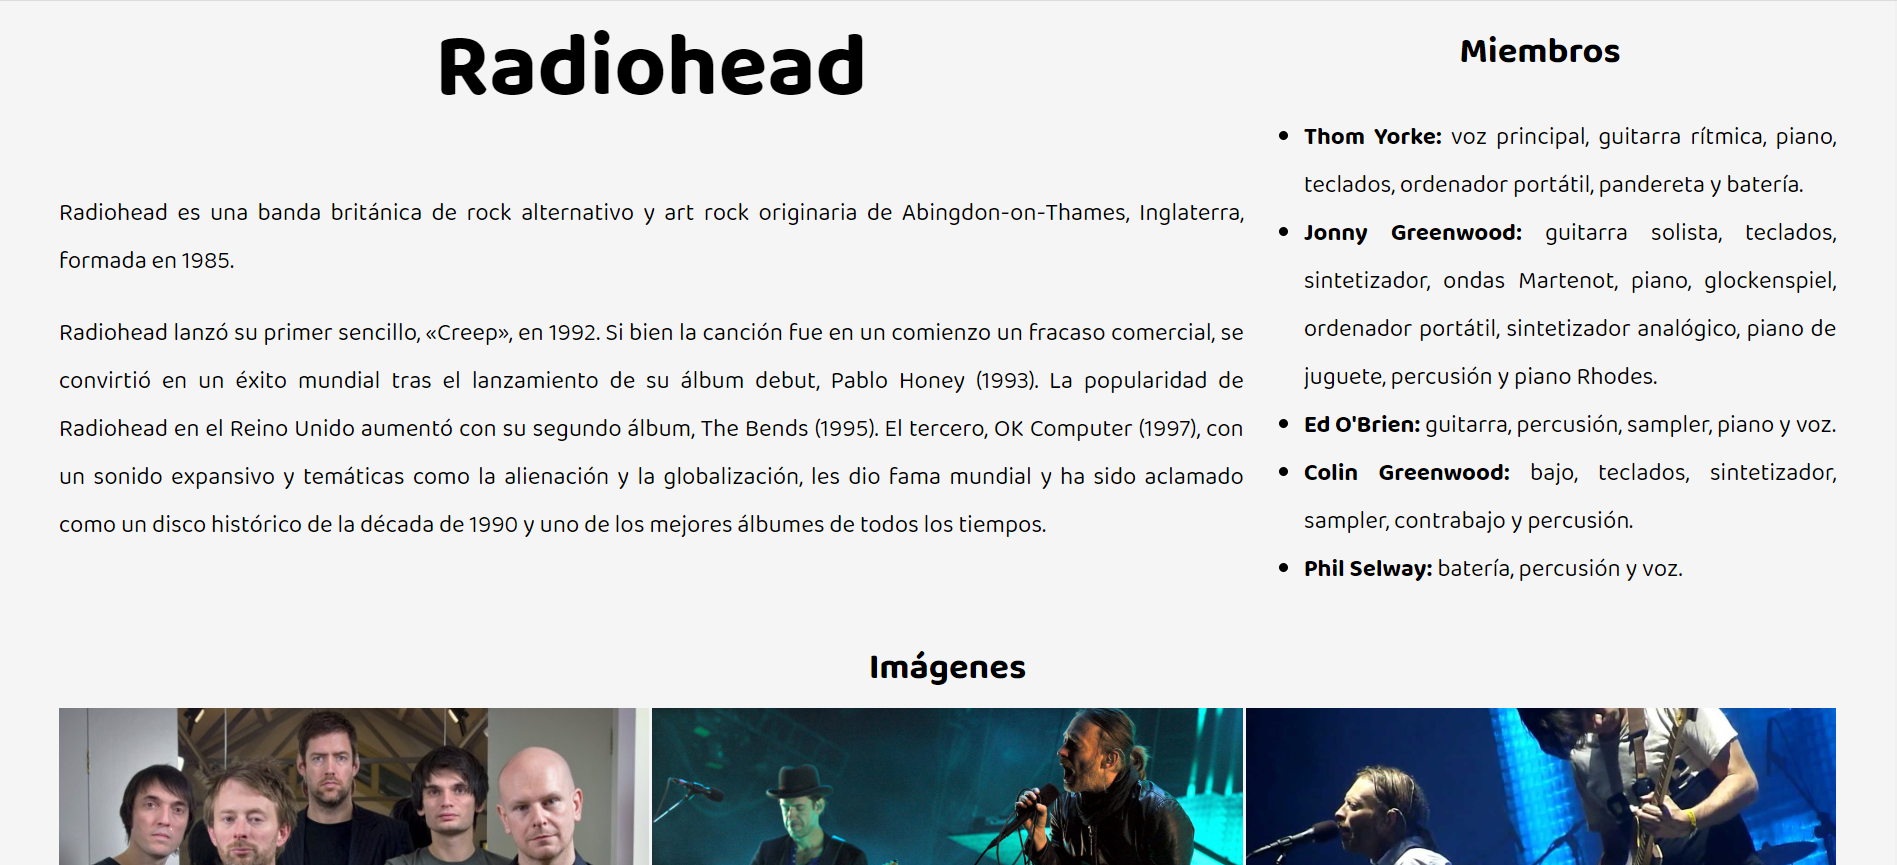 Radiohead
Radiohead es una banda británica de rock alternativo y art rock originaria de Abingdon-on-Thames, Inglaterra,
formada en 1985.
Radiohead lanzó su primer sencillo, «Creep», en 1992. Si bien la canción fue en un comienzo un fracaso comercial, se
convirtió en un éxito mundial tras el lanzamiento de su álbum debut, Pablo Honey (1993). La popularidad de
Radiohead en el Reino Unido aumentó con su segundo álbum, The Bends (1995). El tercero, OK Computer (1997), con
un sonido expansivo y temáticas como la alienación y la globalización, les dio fama mundial y ha sido aclamado
como un disco histórico de la década de 1990 y uno de los mejores álbumes de todos los tiempos.
Miembros
• Thom Yorke: voz principal, guitarra rítmica, piano,
teclados, ordenador portátil, pandereta y batería.
• Jonny Greenwood: guitarra solista, teclados,
sintetizador, ondas Martenot, piano, glockenspiel,
ordenador portátil, sintetizador analógico, piano de
juguete, percusión y piano Rhodes.
• Ed O'Brien: guitarra, percusión, sampler, piano y voz.
• Colin Greenwood: bajo, teclados, sintetizador,
sampler, contrabajo y percusión.
• Phil Selway: batería, percusión y voz.
Imágenes